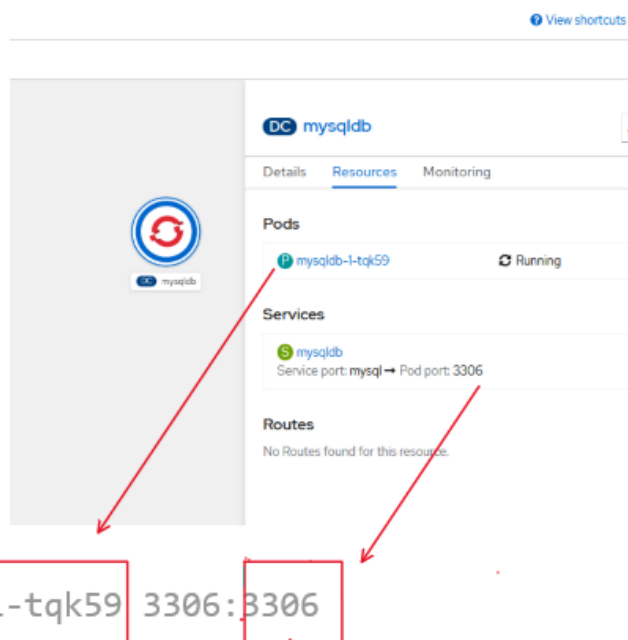 View shortcuts
DC mysqldb
Details Resources Monitoring
Pods
P mysqldb-1-tqk59 Running
DC mysqldb
Services
S mysqldb
Service port: mysql → Pod port: 3306
Routes
No Routes found for this resource.
-tqk59 3306:3306